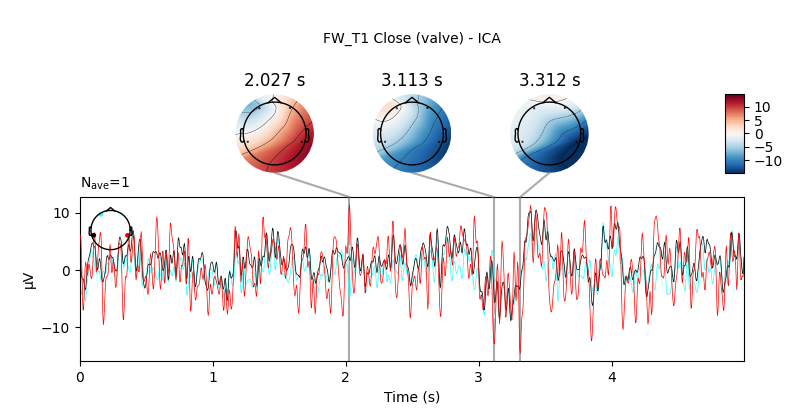 FW_T1 Close (valve) - ICA
2.027 s 3.113 s 3.312 s
10
5
0
−5
−10
Nave=1
10
0
−10
µV
0 1 2 3 4
Time (s)